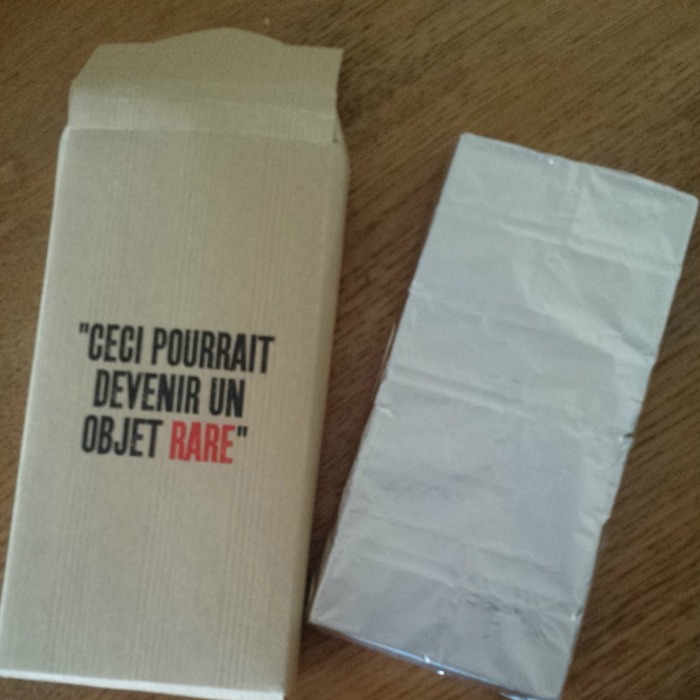 "CECI POURRAIT
DEVENIR UN
OBJET RARE"